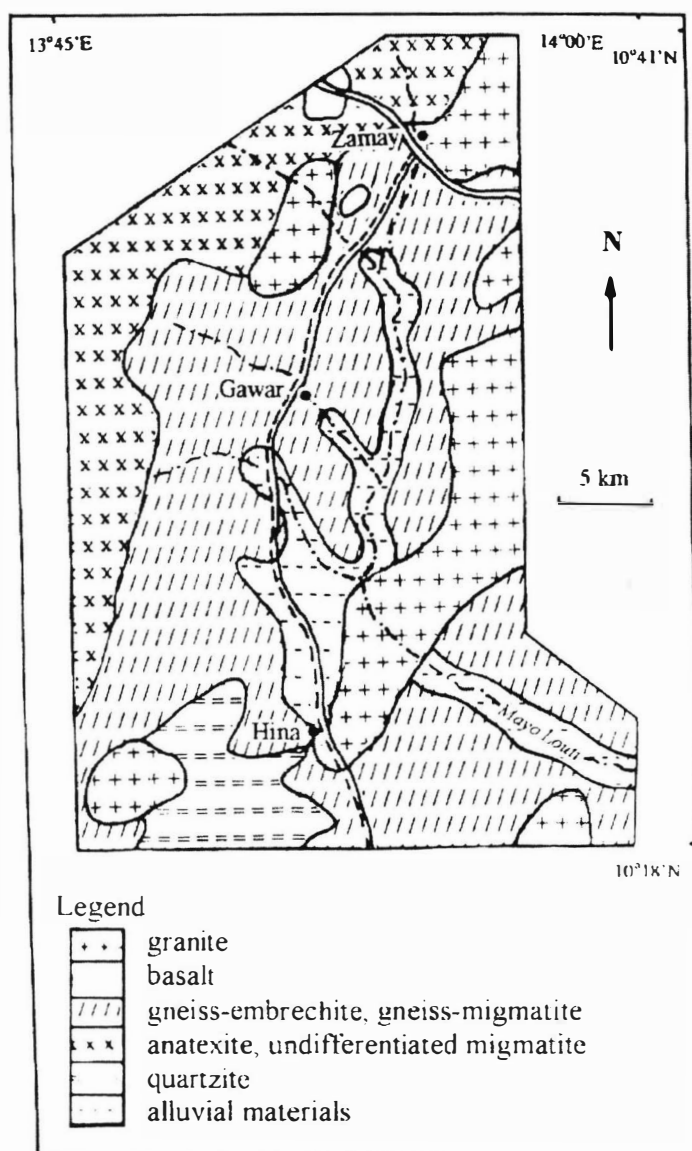 13°45'E
14°00'E
10°41'N
Zamay
N
Gawar
5 km
Hina
Mayo Louti
10°18'N
Legend
granite
basalt
gneiss-embrechite, gneiss-migmatite
anatexite, undifferentiated migmatite
quartzite
alluvial materials